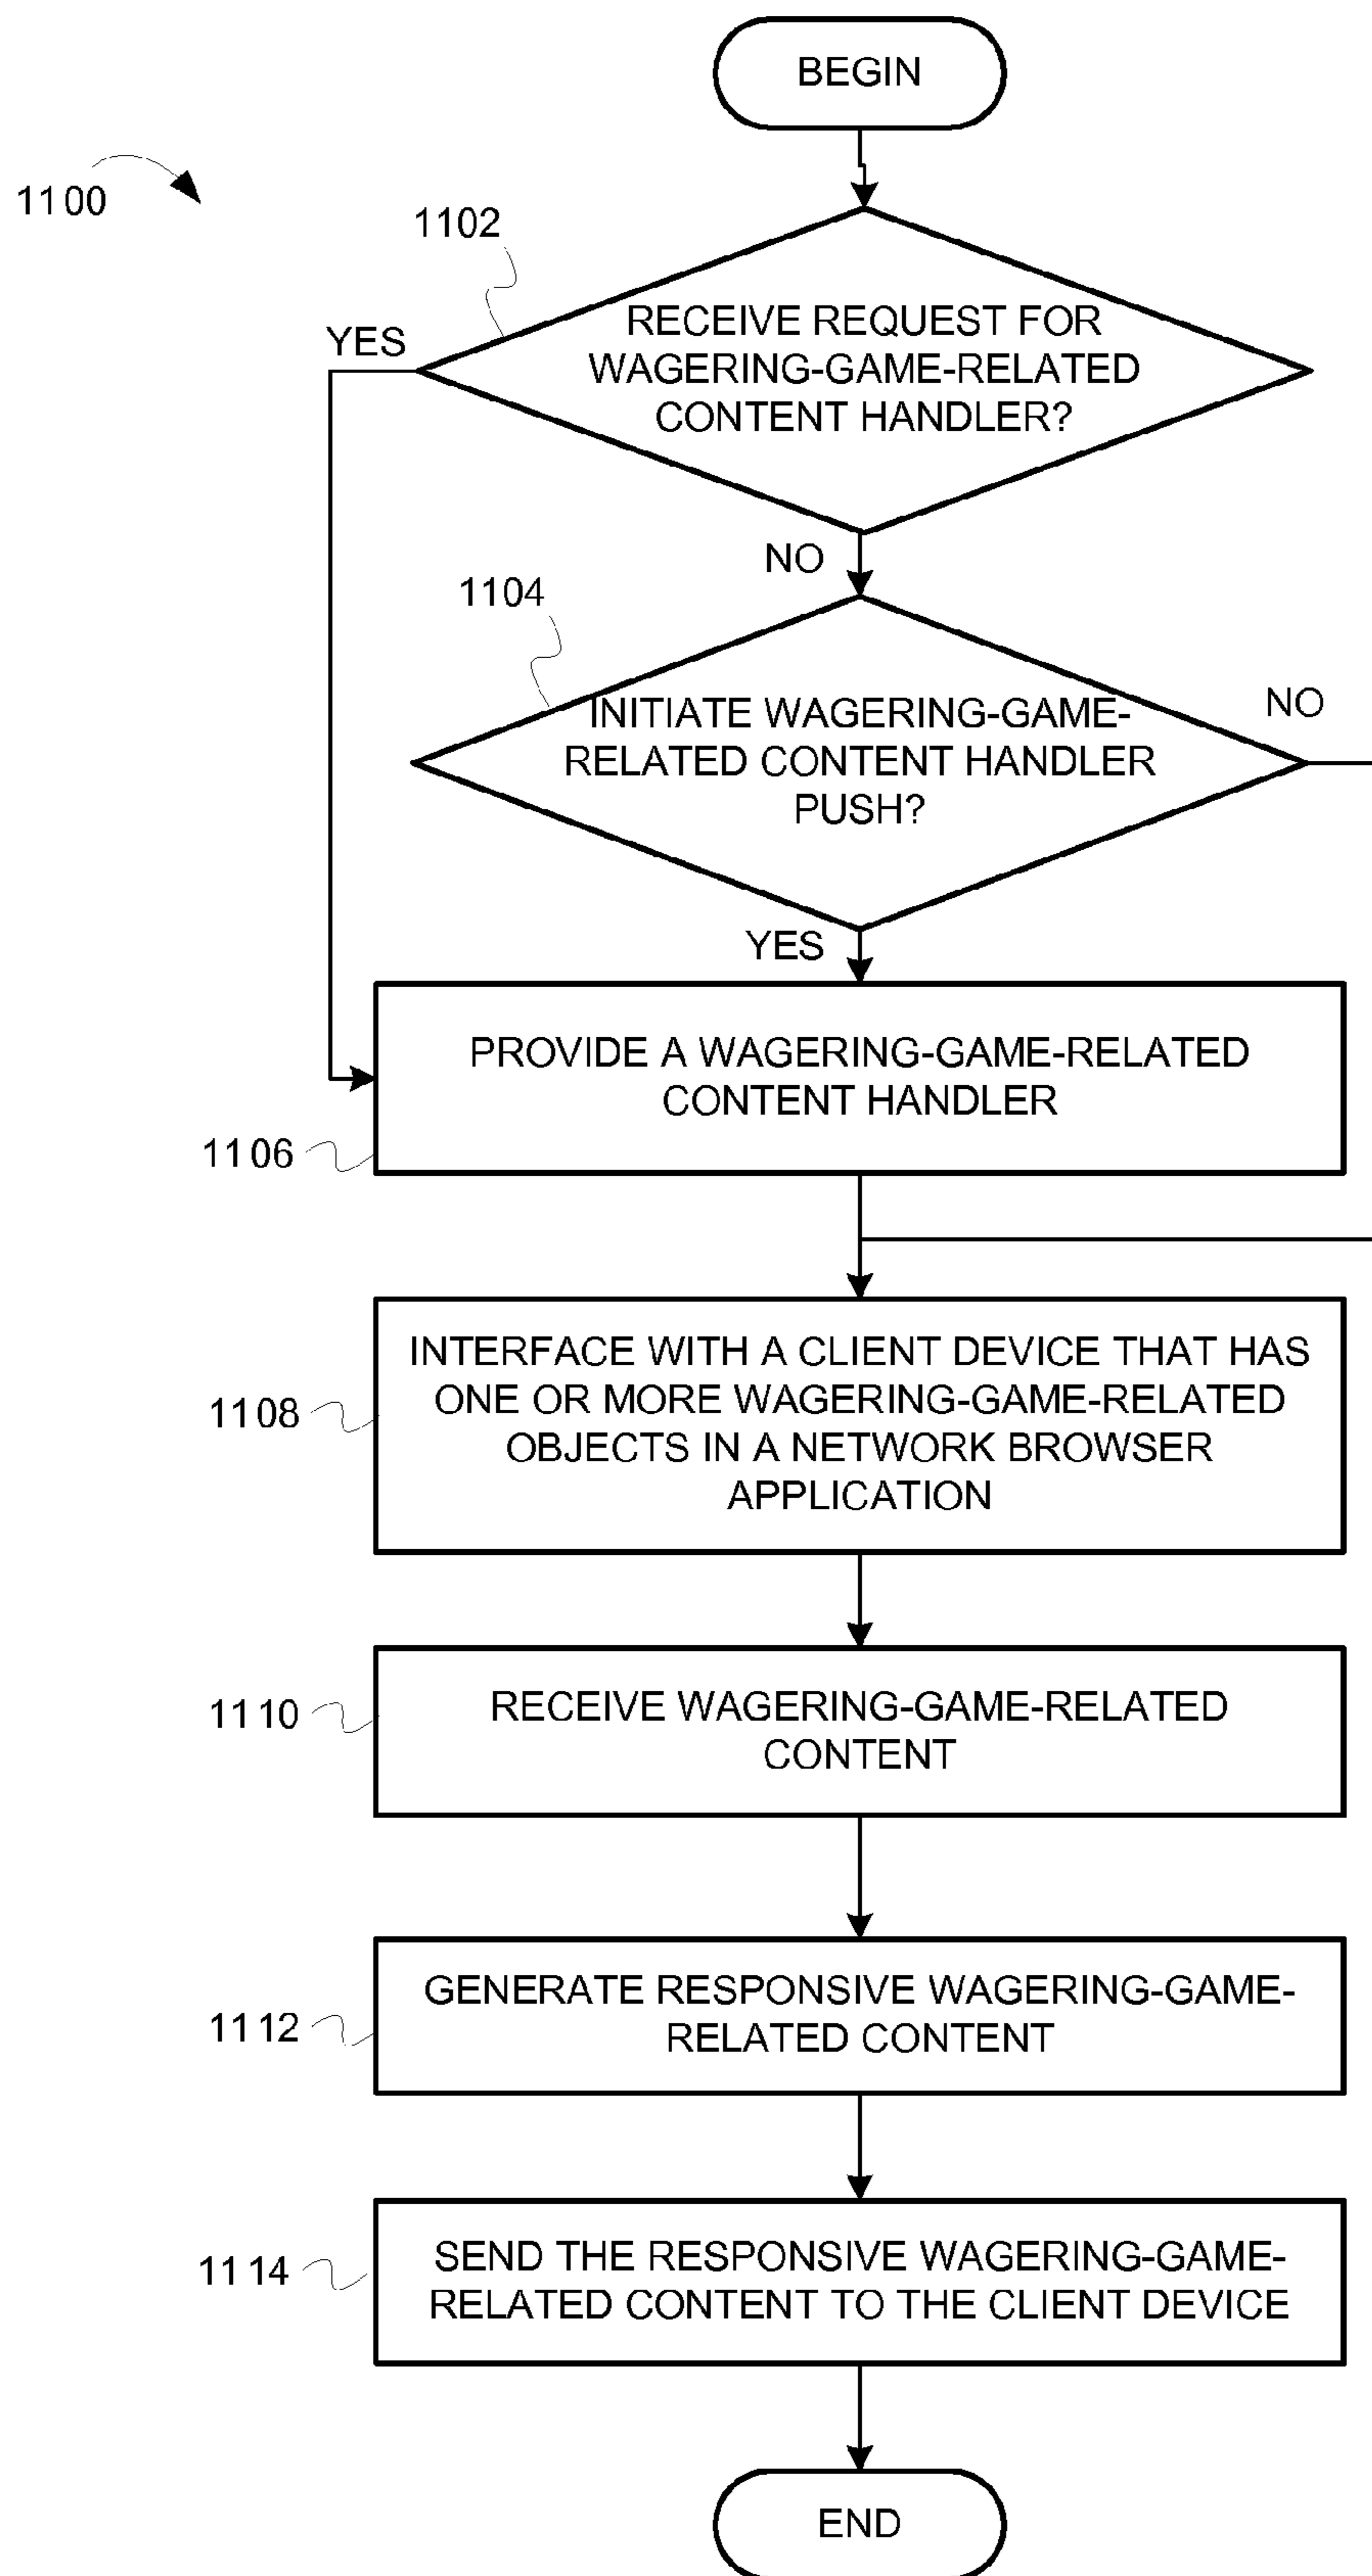 BEGIN
1100
1102
YES
RECEIVE REQUEST FOR
WAGERING-GAME-RELATED
CONTENT HANDLER?
NO
1104
NO
INITIATE WAGERING-GAME-
RELATED CONTENT HANDLER
PUSH?
YES
PROVIDE A WAGERING-GAME-RELATED
CONTENT HANDLER
1106
INTERFACE WITH A CLIENT DEVICE THAT HAS
ONE OR MORE WAGERING-GAME-RELATED
OBJECTS IN A NETWORK BROWSER
APPLICATION
1108
RECEIVE WAGERING-GAME-RELATED
CONTENT
1110
GENERATE RESPONSIVE WAGERING-GAME-
RELATED CONTENT
1112
SEND THE RESPONSIVE WAGERING-GAME-
RELATED CONTENT TO THE CLIENT DEVICE
1114
END